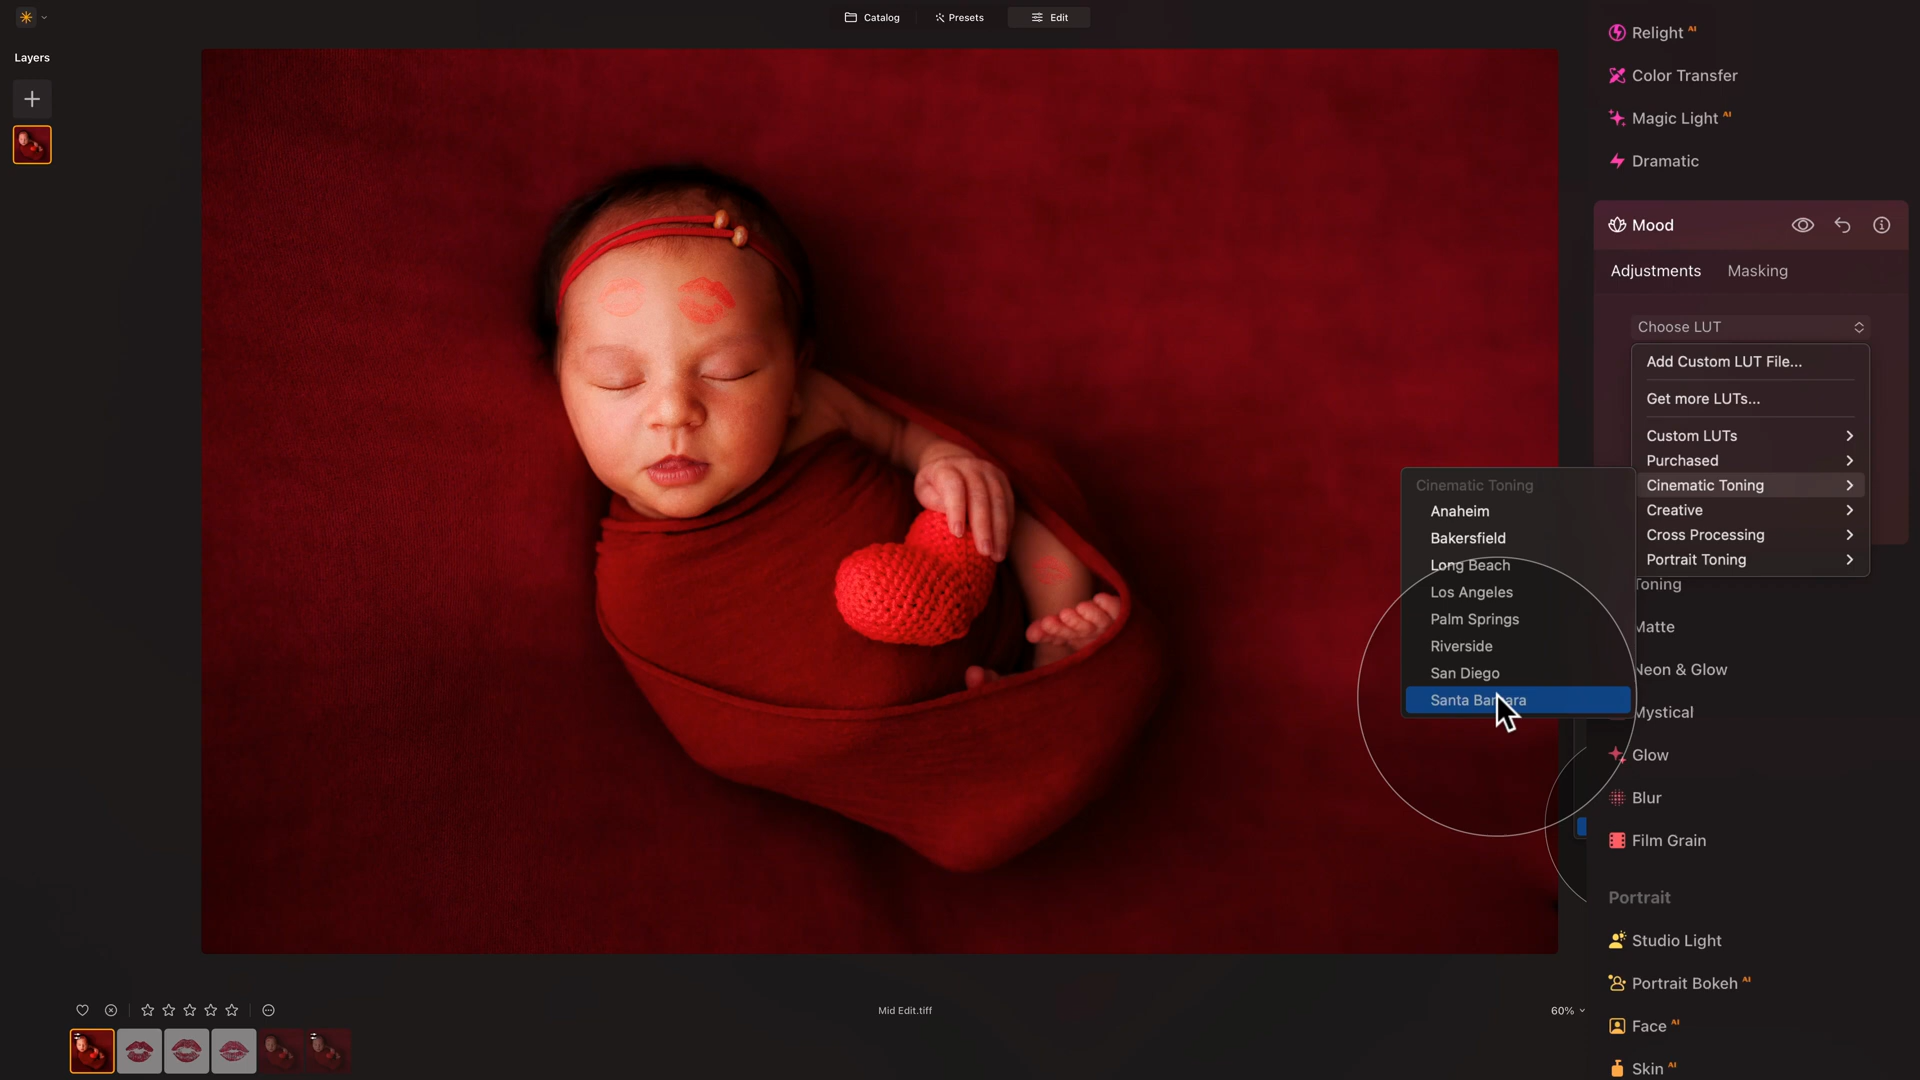 Catalog
Presets
Edit
Layers
Relight AI
Color Transfer
Magic Light AI
Dramatic
Mood
Adjustments
Masking
Choose LUT
Add Custom LUT File...
Get more LUTs...
Custom LUTs
Purchased
Cinematic Toning
Creative
Cross Processing
Portrait Toning
Cinematic Toning
Anaheim
Bakersfield
Long Beach
Los Angeles
Palm Springs
Riverside
San Diego
Santa Barbara
Toning
Matte
Neon & Glow
Mystical
Glow
Blur
Film Grain
Portrait
Studio Light
Portrait Bokeh AI
Face AI
Skin AI
Mid Edit.tiff
60%